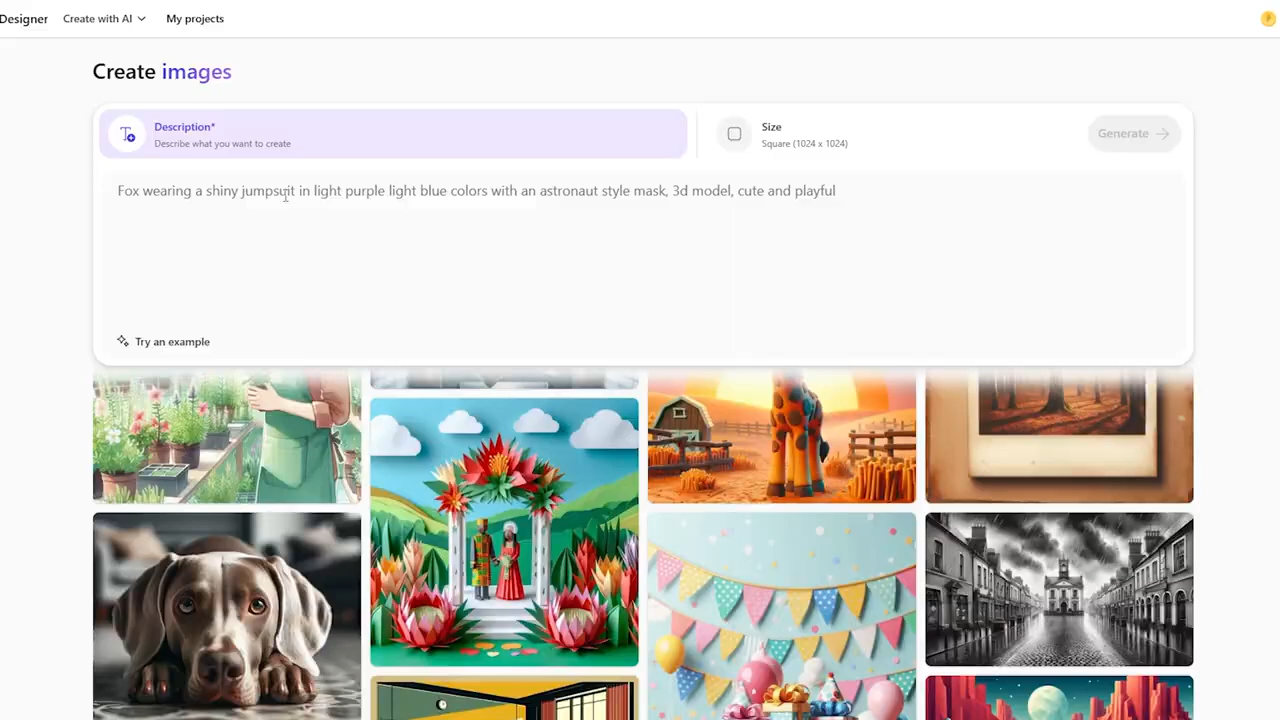 Designer
Create with AI
My projects
Create images
Description*
Describe what you want to create
Size
Square (1024 x 1024)
Generate
Fox wearing a shiny jumpsuit in light purple light blue colors with an astronaut style mask, 3d model, cute and playful
Try an example